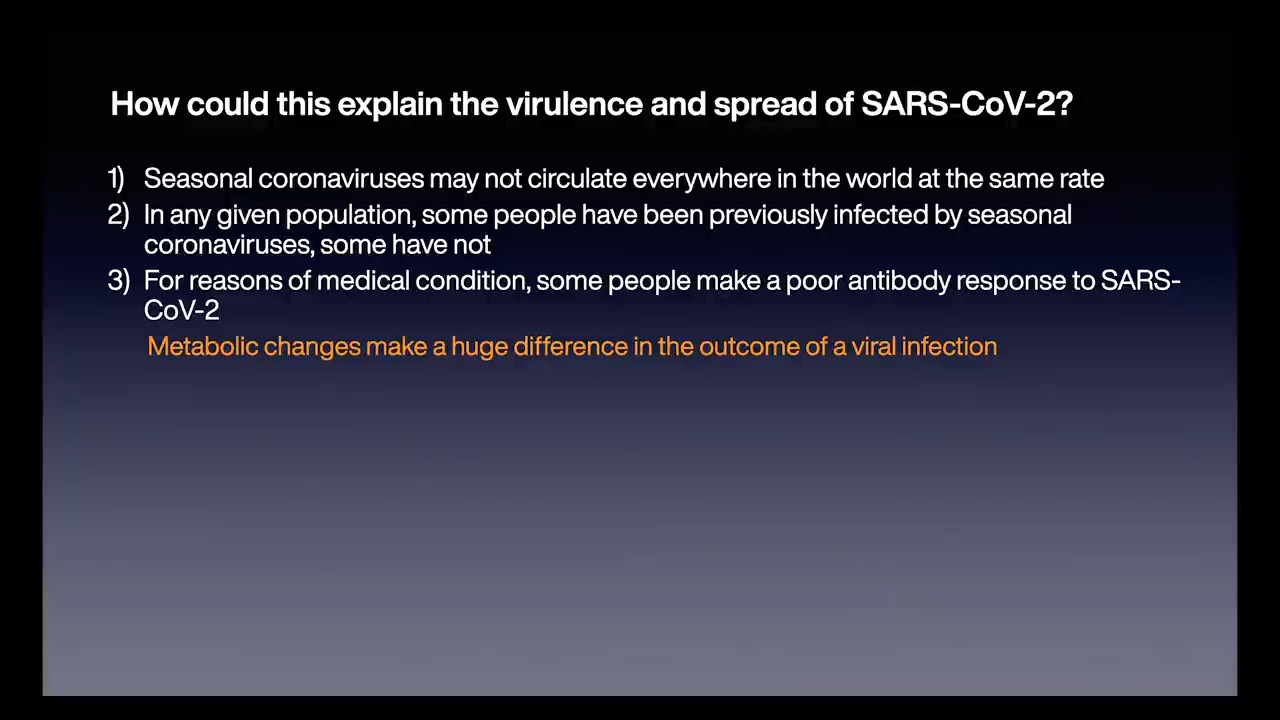 How could this explain the virulence and spread of SARS-CoV-2?
1) Seasonal coronaviruses may not circulate everywhere in the world at the same rate
2) In any given population, some people have been previously infected by seasonal
coronaviruses, some have not
3) For reasons of medical condition, some people make a poor antibody response to SARS-
CoV-2
Metabolic changes make a huge difference in the outcome of a viral infection